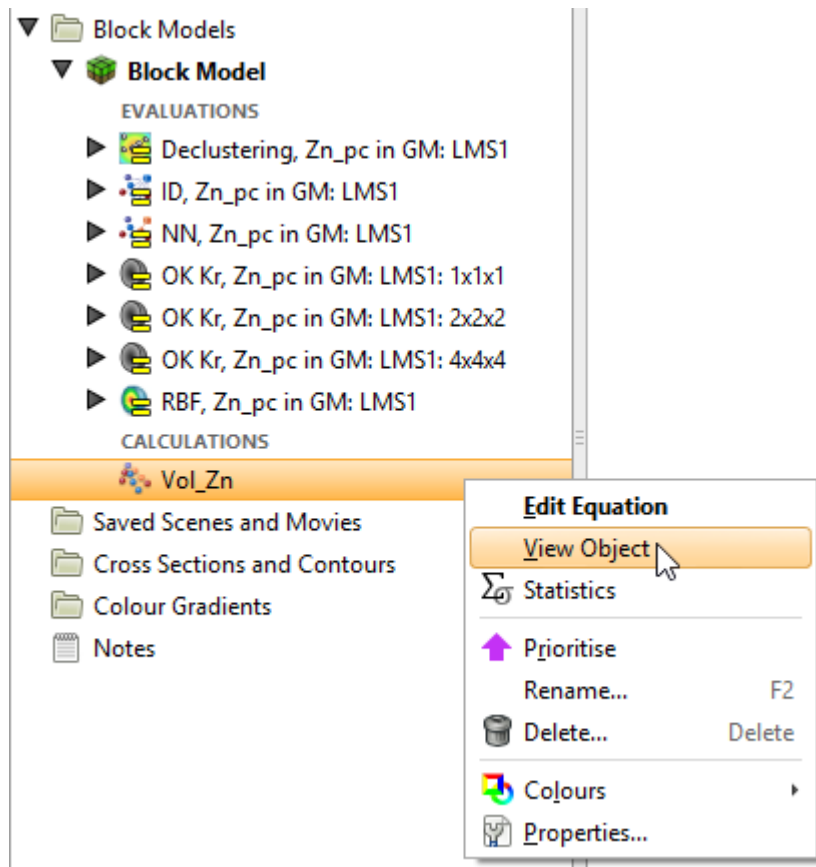 Block Models
Block Model
EVALUATIONS
Declustering, Zn_pc in GM: LMS1
ID, Zn_pc in GM: LMS1
NN, Zn_pc in GM: LMS1
OK Kr, Zn_pc in GM: LMS1: 1x1x1
OK Kr, Zn_pc in GM: LMS1: 2x2x2
OK Kr, Zn_pc in GM: LMS1: 4x4x4
RBF, Zn_pc in GM: LMS1
CALCULATIONS
Vol_Zn
Saved Scenes and Movies
Cross Sections and Contours
Colour Gradients
Notes
Edit Equation
View Object
Statistics
Prioritise
Rename... F2
Delete... Delete
Colours
Properties...